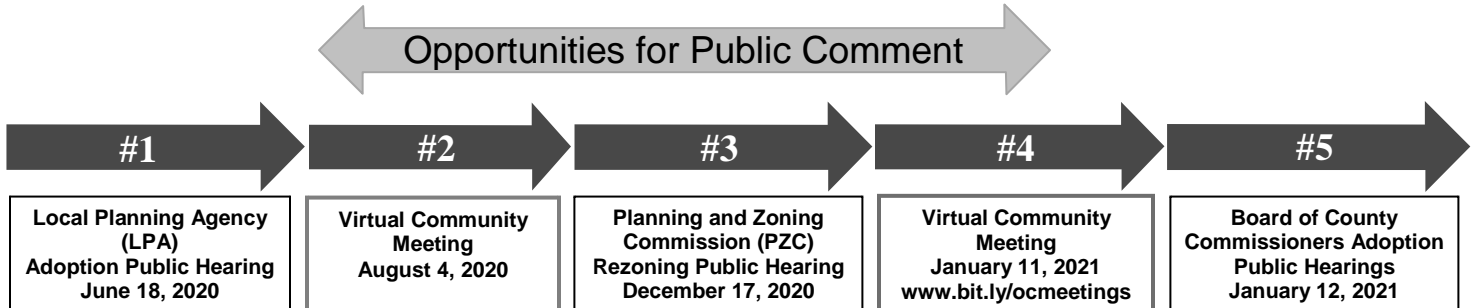 Opportunities for Public Comment
#1
#2
#3
#4
#5
Local Planning Agency
(LPA)
Adoption Public Hearing
June 18, 2020
Virtual Community
Meeting
August 4, 2020
Planning and Zoning
Commission (PZC)
Rezoning Public Hearing
December 17, 2020
Virtual Community
Meeting
January 11, 2021
www.bit.ly/ocmeetings
Board of County
Commissioners Adoption
Public Hearings
January 12, 2021